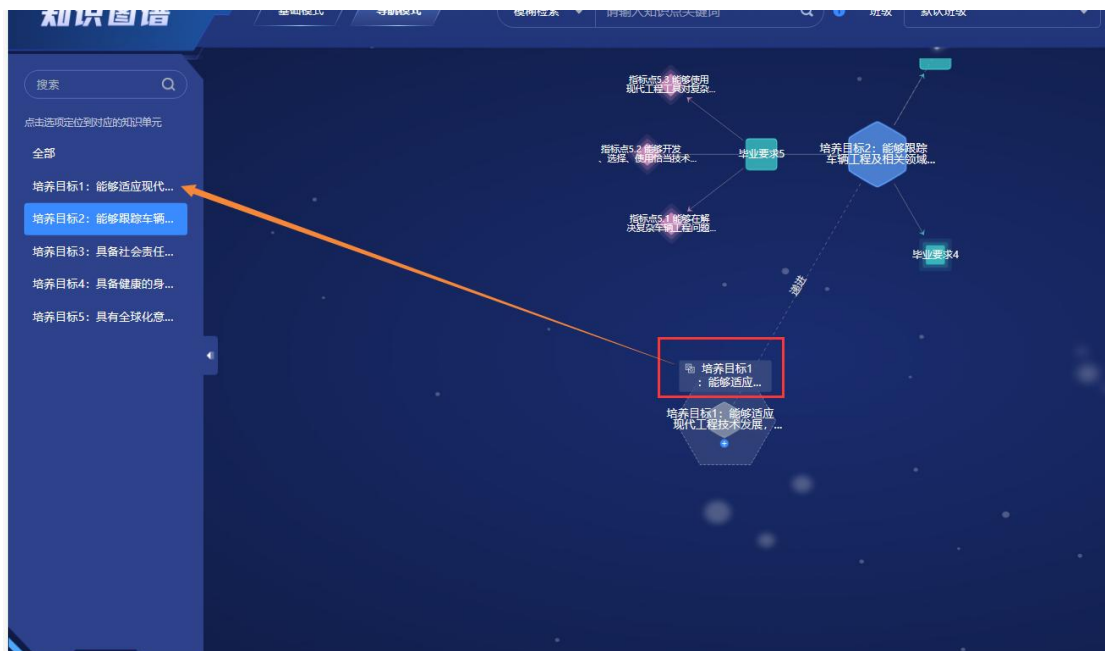 知识图谱
基础模式
导航模式
模糊检索
请输入知识点关键词
班级
默认班级
搜索
点击选项定位到对应的知识单元
全部
培养目标1：能够适应现代...
培养目标2：能够跟踪车辆...
培养目标3：具备社会责任...
培养目标4：具备健康的身...
培养目标5：具有全球化意...
指标点5.3 能够使用
现代工程工具对复杂...
指标点5.2 能够开发
、选择、使用恰当技术...
毕业要求5
培养目标2：能够跟踪
车辆工程及相关领域...
指标点5.1 能够在解
决复杂车辆工程问题...
毕业要求4
递进
培养目标1
：能够适应...
培养目标1：能够适应
现代工程技术发展，...